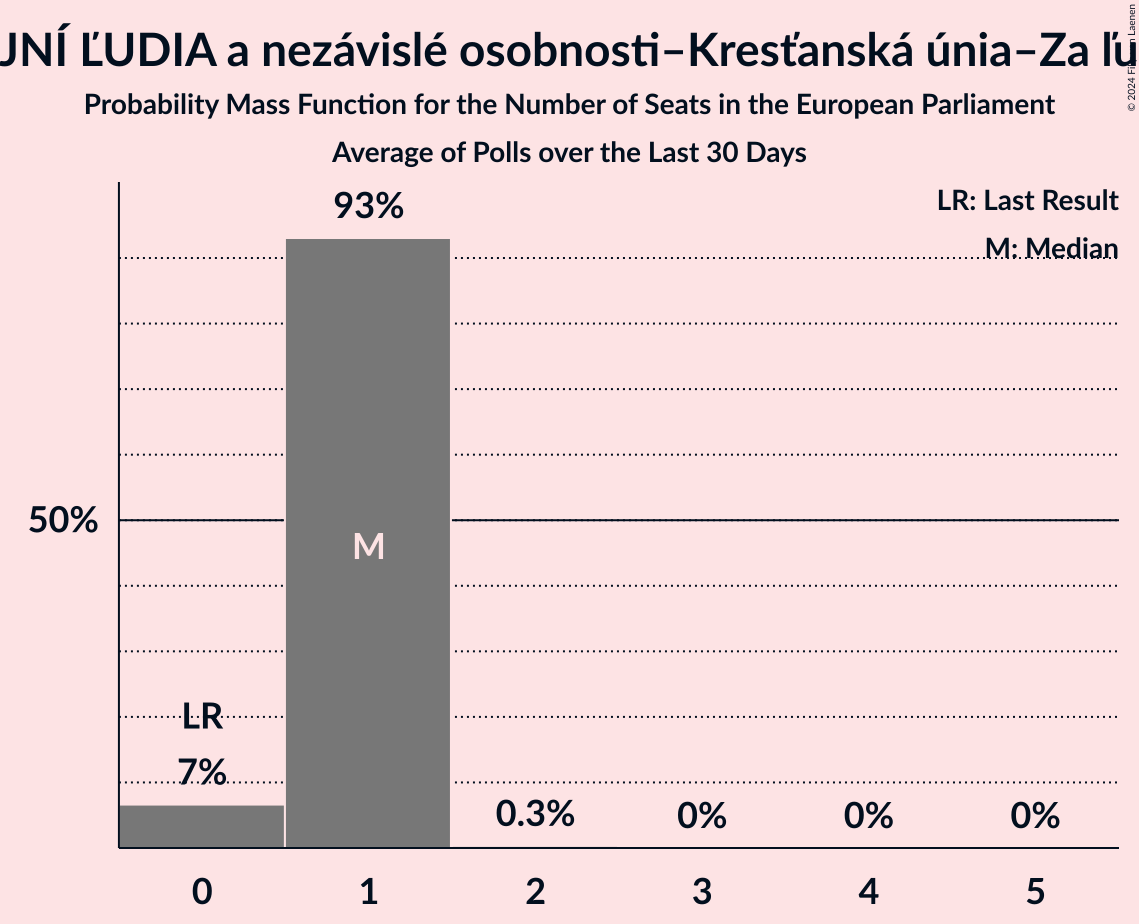 JNÍ ĽUDIA a nezávislé osobnosti–Kresťanská únia–Za ľu
Probability Mass Function for the Number of Seats in the European Parliament
Average of Polls over the Last 30 Days
LR: Last Result
M: Median
93%
50%
M
LR
7%
0.3%
0%
0%
0%
0 1 2 3 4 5
© 2024 Laenen